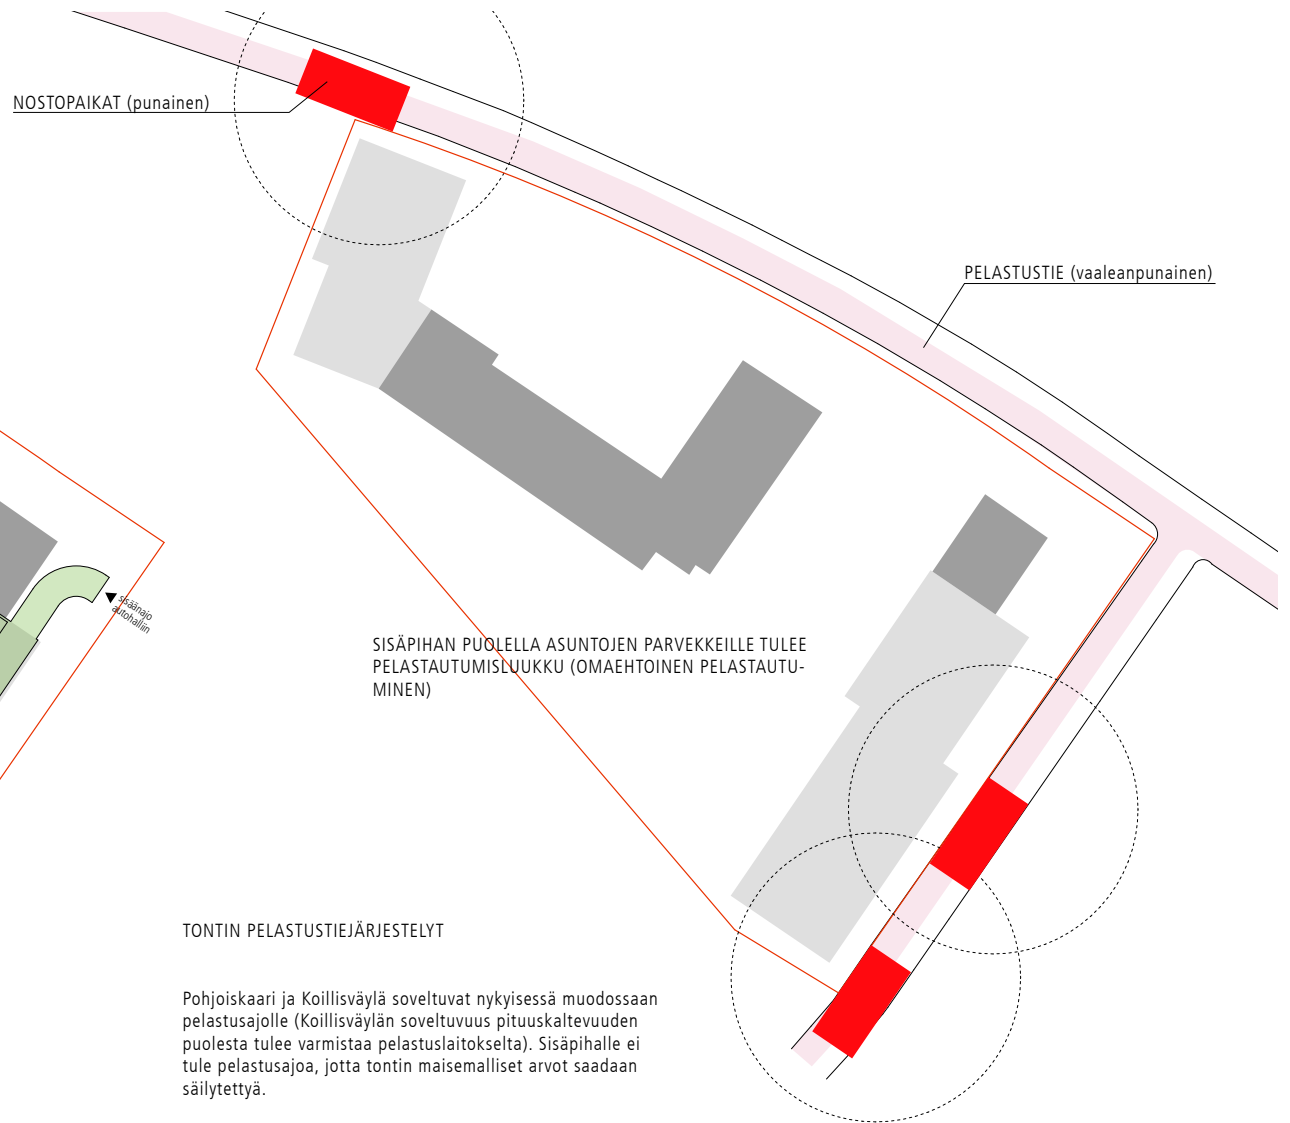 NOSTOPAIKAT (punainen)
PELASTUSTIE (vaaleanpunainen)
sisäänajo
autohalliin
SISÄPIHAN PUOLELLA ASUNTOJEN PARVEKKEILLE TULEE
PELASTAUTUMISLUUKKU (OMAEHTOINEN PELASTAUTU-
MINEN)
TONTIN PELASTUSTIEJÄRJESTELYT
Pohjoiskaari ja Koillisväylä soveltuvat nykyisessä muodossaan
pelastusajolle (Koillisväylän soveltuvuus pituuskaltevuuden
puolesta tulee varmistaa pelastuslaitokselta). Sisäpihalle ei
tule pelastusajoa, jotta tontin maisemalliset arvot saadaan
säilytettyä.